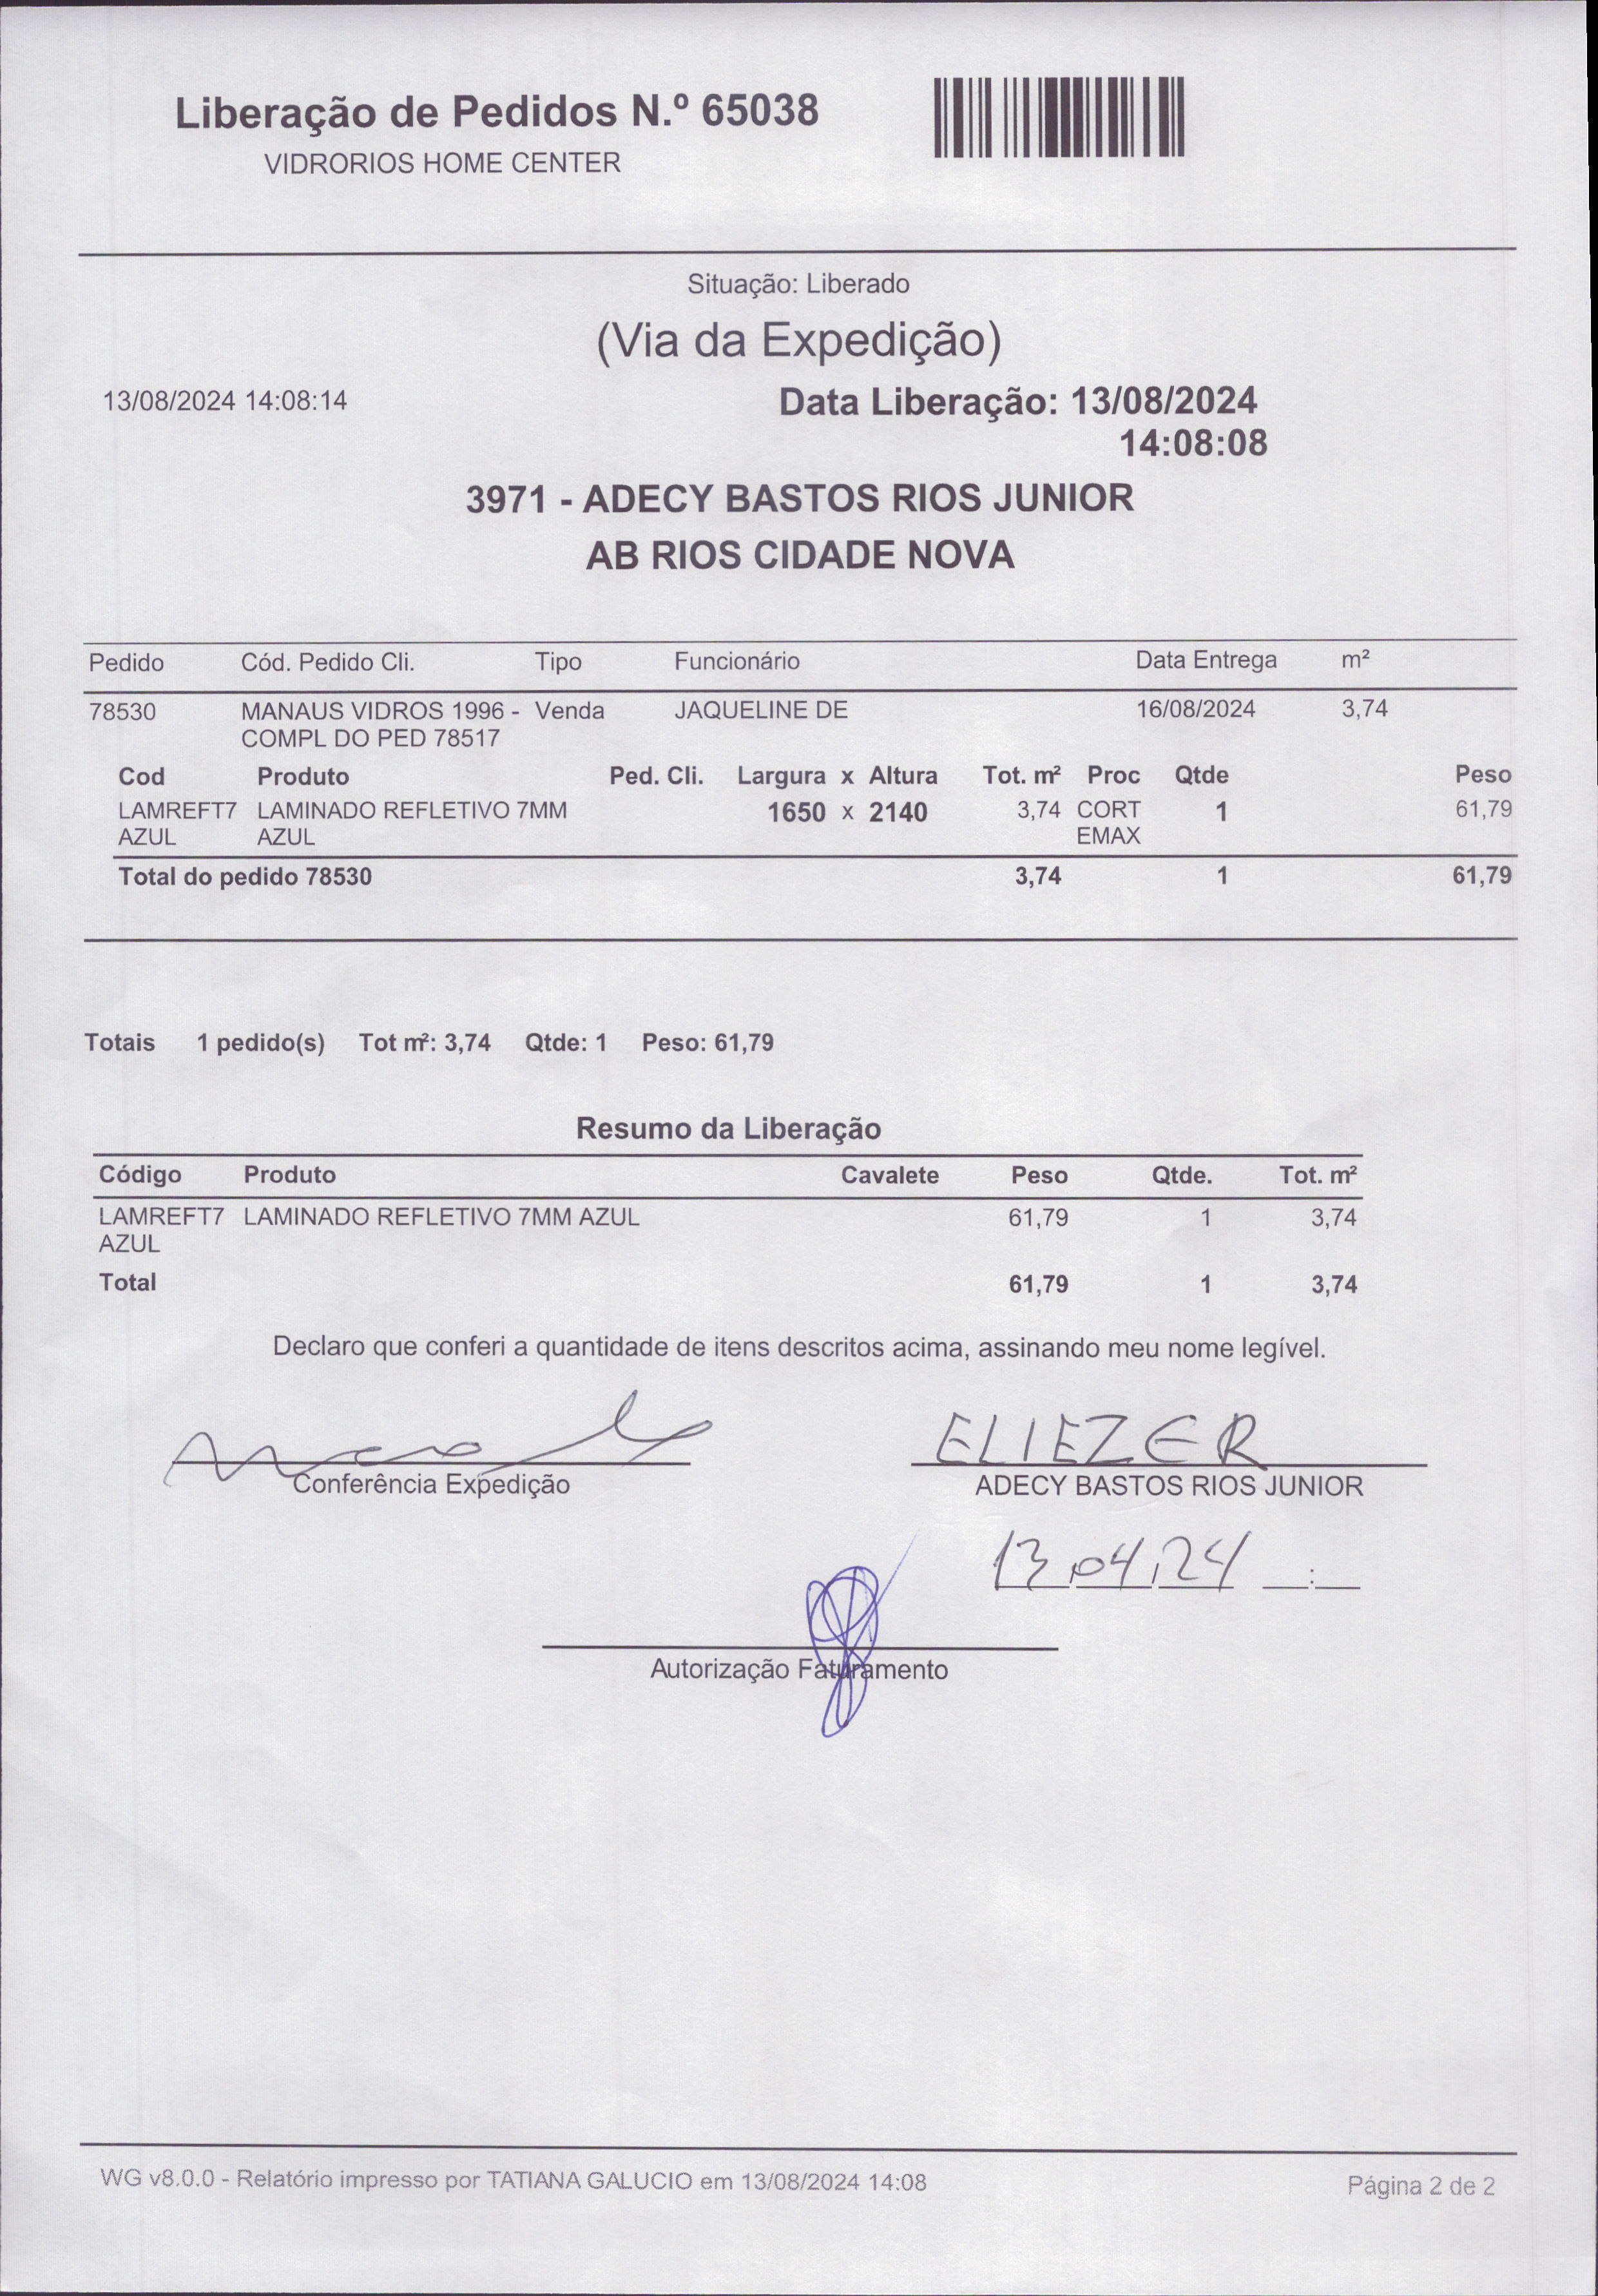 Liberação de Pedidos N.º 65038
VIDRORIOS HOME CENTER
Situação: Liberado
(Via da Expedição)
13/08/2024 14:08:14
Data Liberação: 13/08/2024
14:08:08
3971 - ADECY BASTOS RIOS JUNIOR
AB RIOS CIDADE NOVA
Pedido Cód. Pedido Cli. Tipo Funcionário Data Entrega m²
78530 MANAUS VIDROS 1996 - Venda JAQUELINE DE 16/08/2024 3,74
COMPL DO PED 78517
Cod Produto Ped. Cli. Largura x Altura Tot. m² Proc Qtde Peso
LAMREFT7 LAMINADO REFLETIVO 7MM 1650 x 2140 3,74 CORT 1 61,79
AZUL AZUL EMAX
Total do pedido 78530 3,74 1 61,79
Totais 1 pedido(s) Tot m²: 3,74 Qtde: 1 Peso: 61,79
Resumo da Liberação
Código Produto Cavalete Peso Qtde. Tot. m²
LAMREFT7 LAMINADO REFLETIVO 7MM AZUL 61,79 1 3,74
AZUL
Total 61,79 1 3,74
Declaro que conferi a quantidade de itens descritos acima, assinando meu nome legível.
ELIEZER
Conferência Expedição ADECY BASTOS RIOS JUNIOR
13,04,24 __:__
Autorização Faturamento
WG v8.0.0 - Relatório impresso por TATIANA GALUCIO em 13/08/2024 14:08 Página 2 de 2